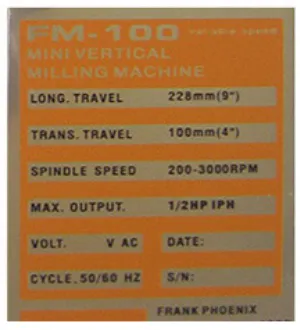 FM-100 variable speed
MINI VERTICAL
MILLING MACHINE
LONG. TRAVEL 228mm(9")
TRANS. TRAVEL 100mm(4")
SPINDLE SPEED 200-3000RPM
MAX. OUTPUT. 1/2HP IPH
VOLT. V AC DATE:
CYCLE. 50/60 HZ S/N:
FRANK PHOENIX